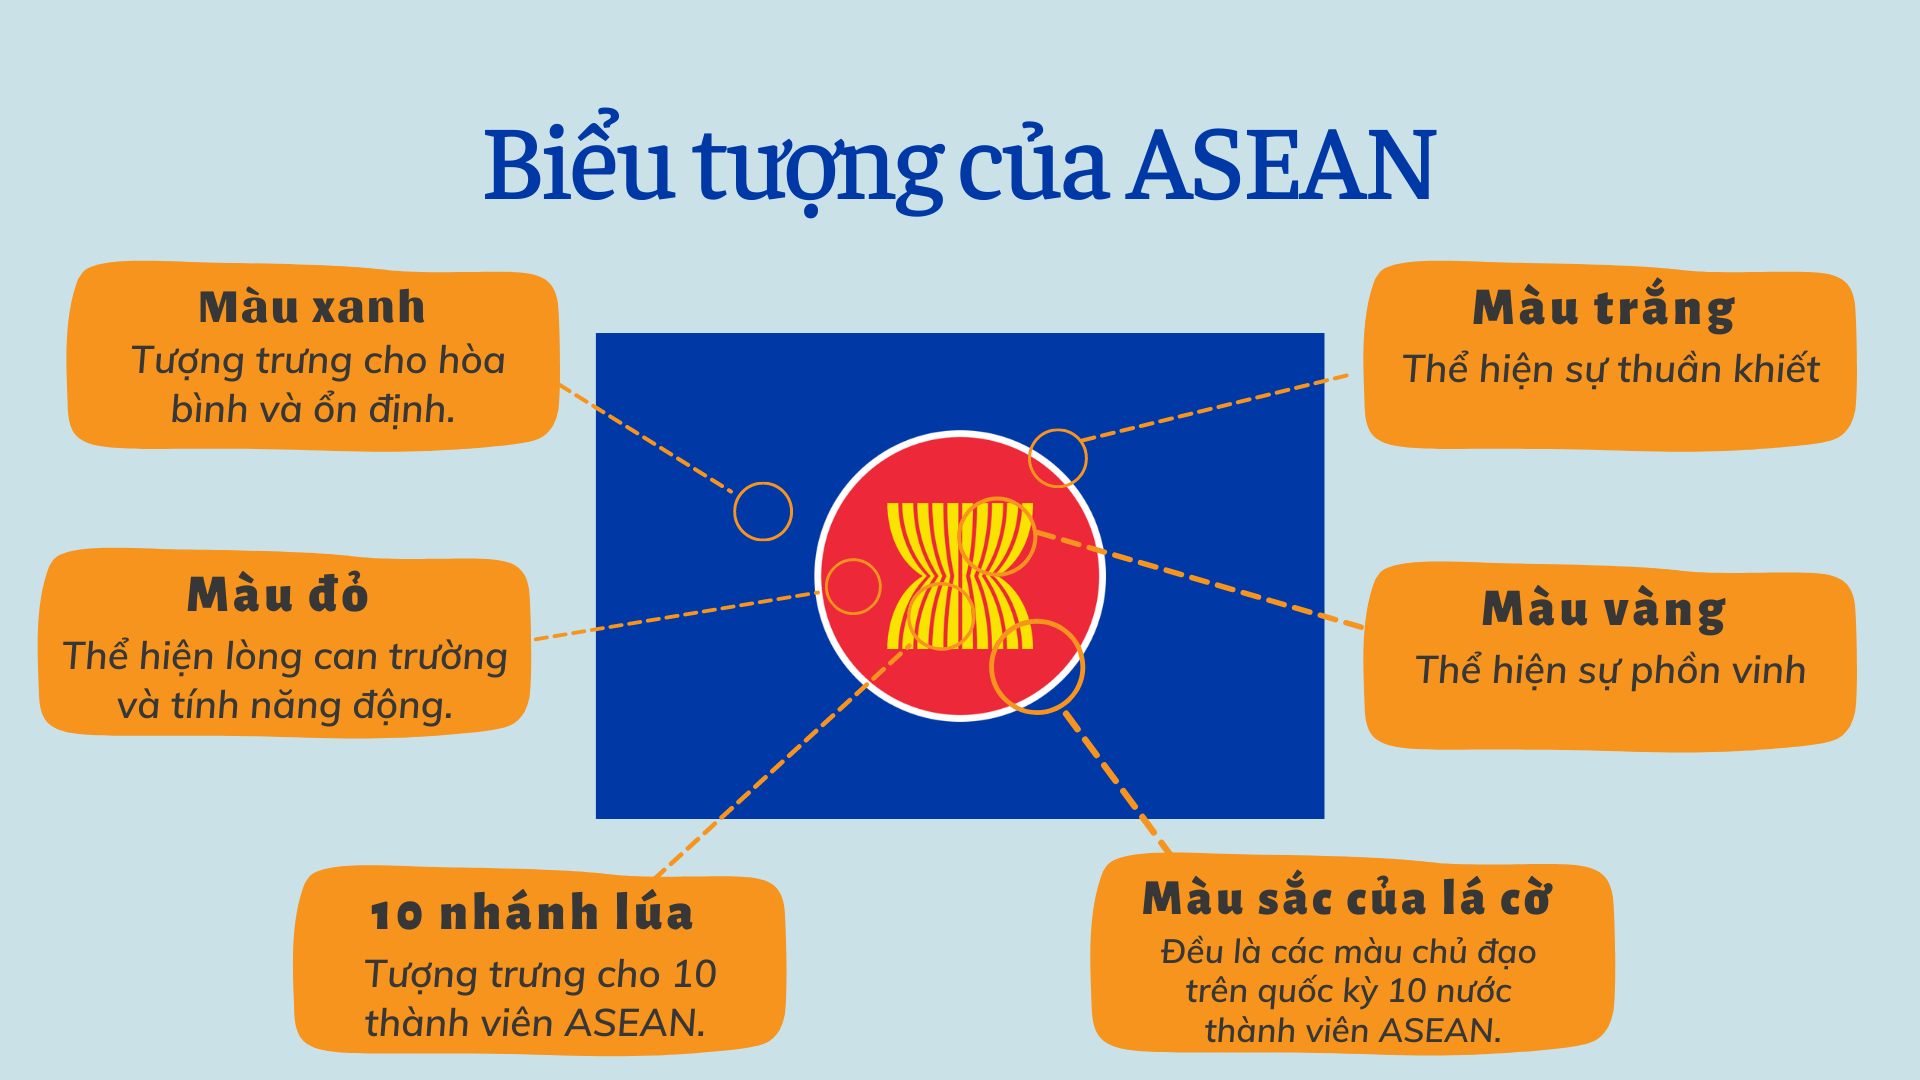 Biểu tượng của ASEAN
Màu xanh
Tượng trưng cho hòa
bình và ổn định.
Màu trắng
Thể hiện sự thuần khiết
Màu đỏ
Thể hiện lòng can trường
và tính năng động.
Màu vàng
Thể hiện sự phồn vinh
10 nhánh lúa
Tượng trưng cho 10
thành viên ASEAN.
Màu sắc của lá cờ
Đều là các màu chủ đạo
trên quốc kỳ 10 nước
thành viên ASEAN.